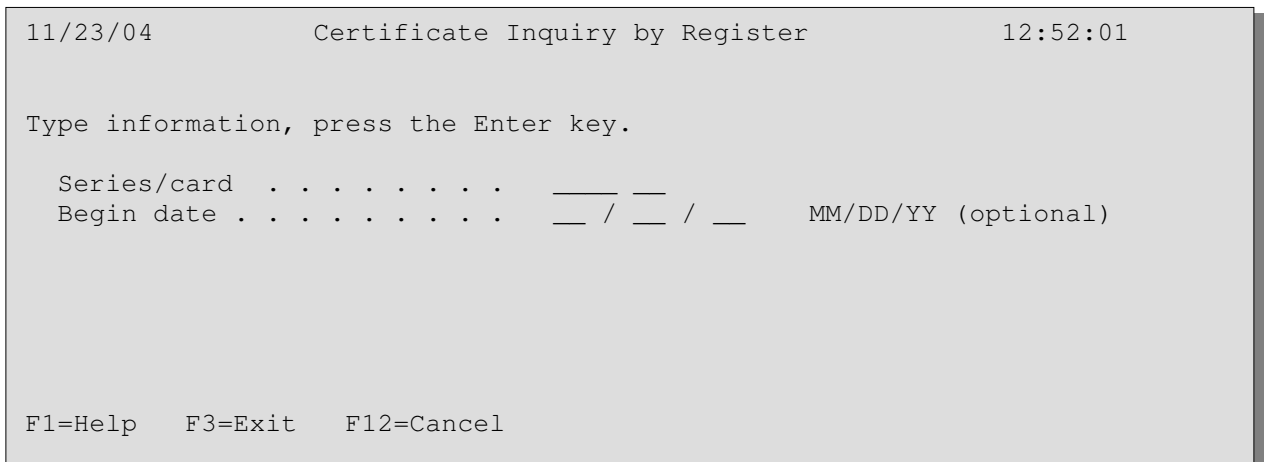 11/23/04 Certificate Inquiry by Register 12:52:01
Type information, press the Enter key.
Series/card . . . . . . . . ____ __
Begin date . . . . . . . . . __ / __ / __ MM/DD/YY (optional)
F1=Help F3=Exit F12=Cancel